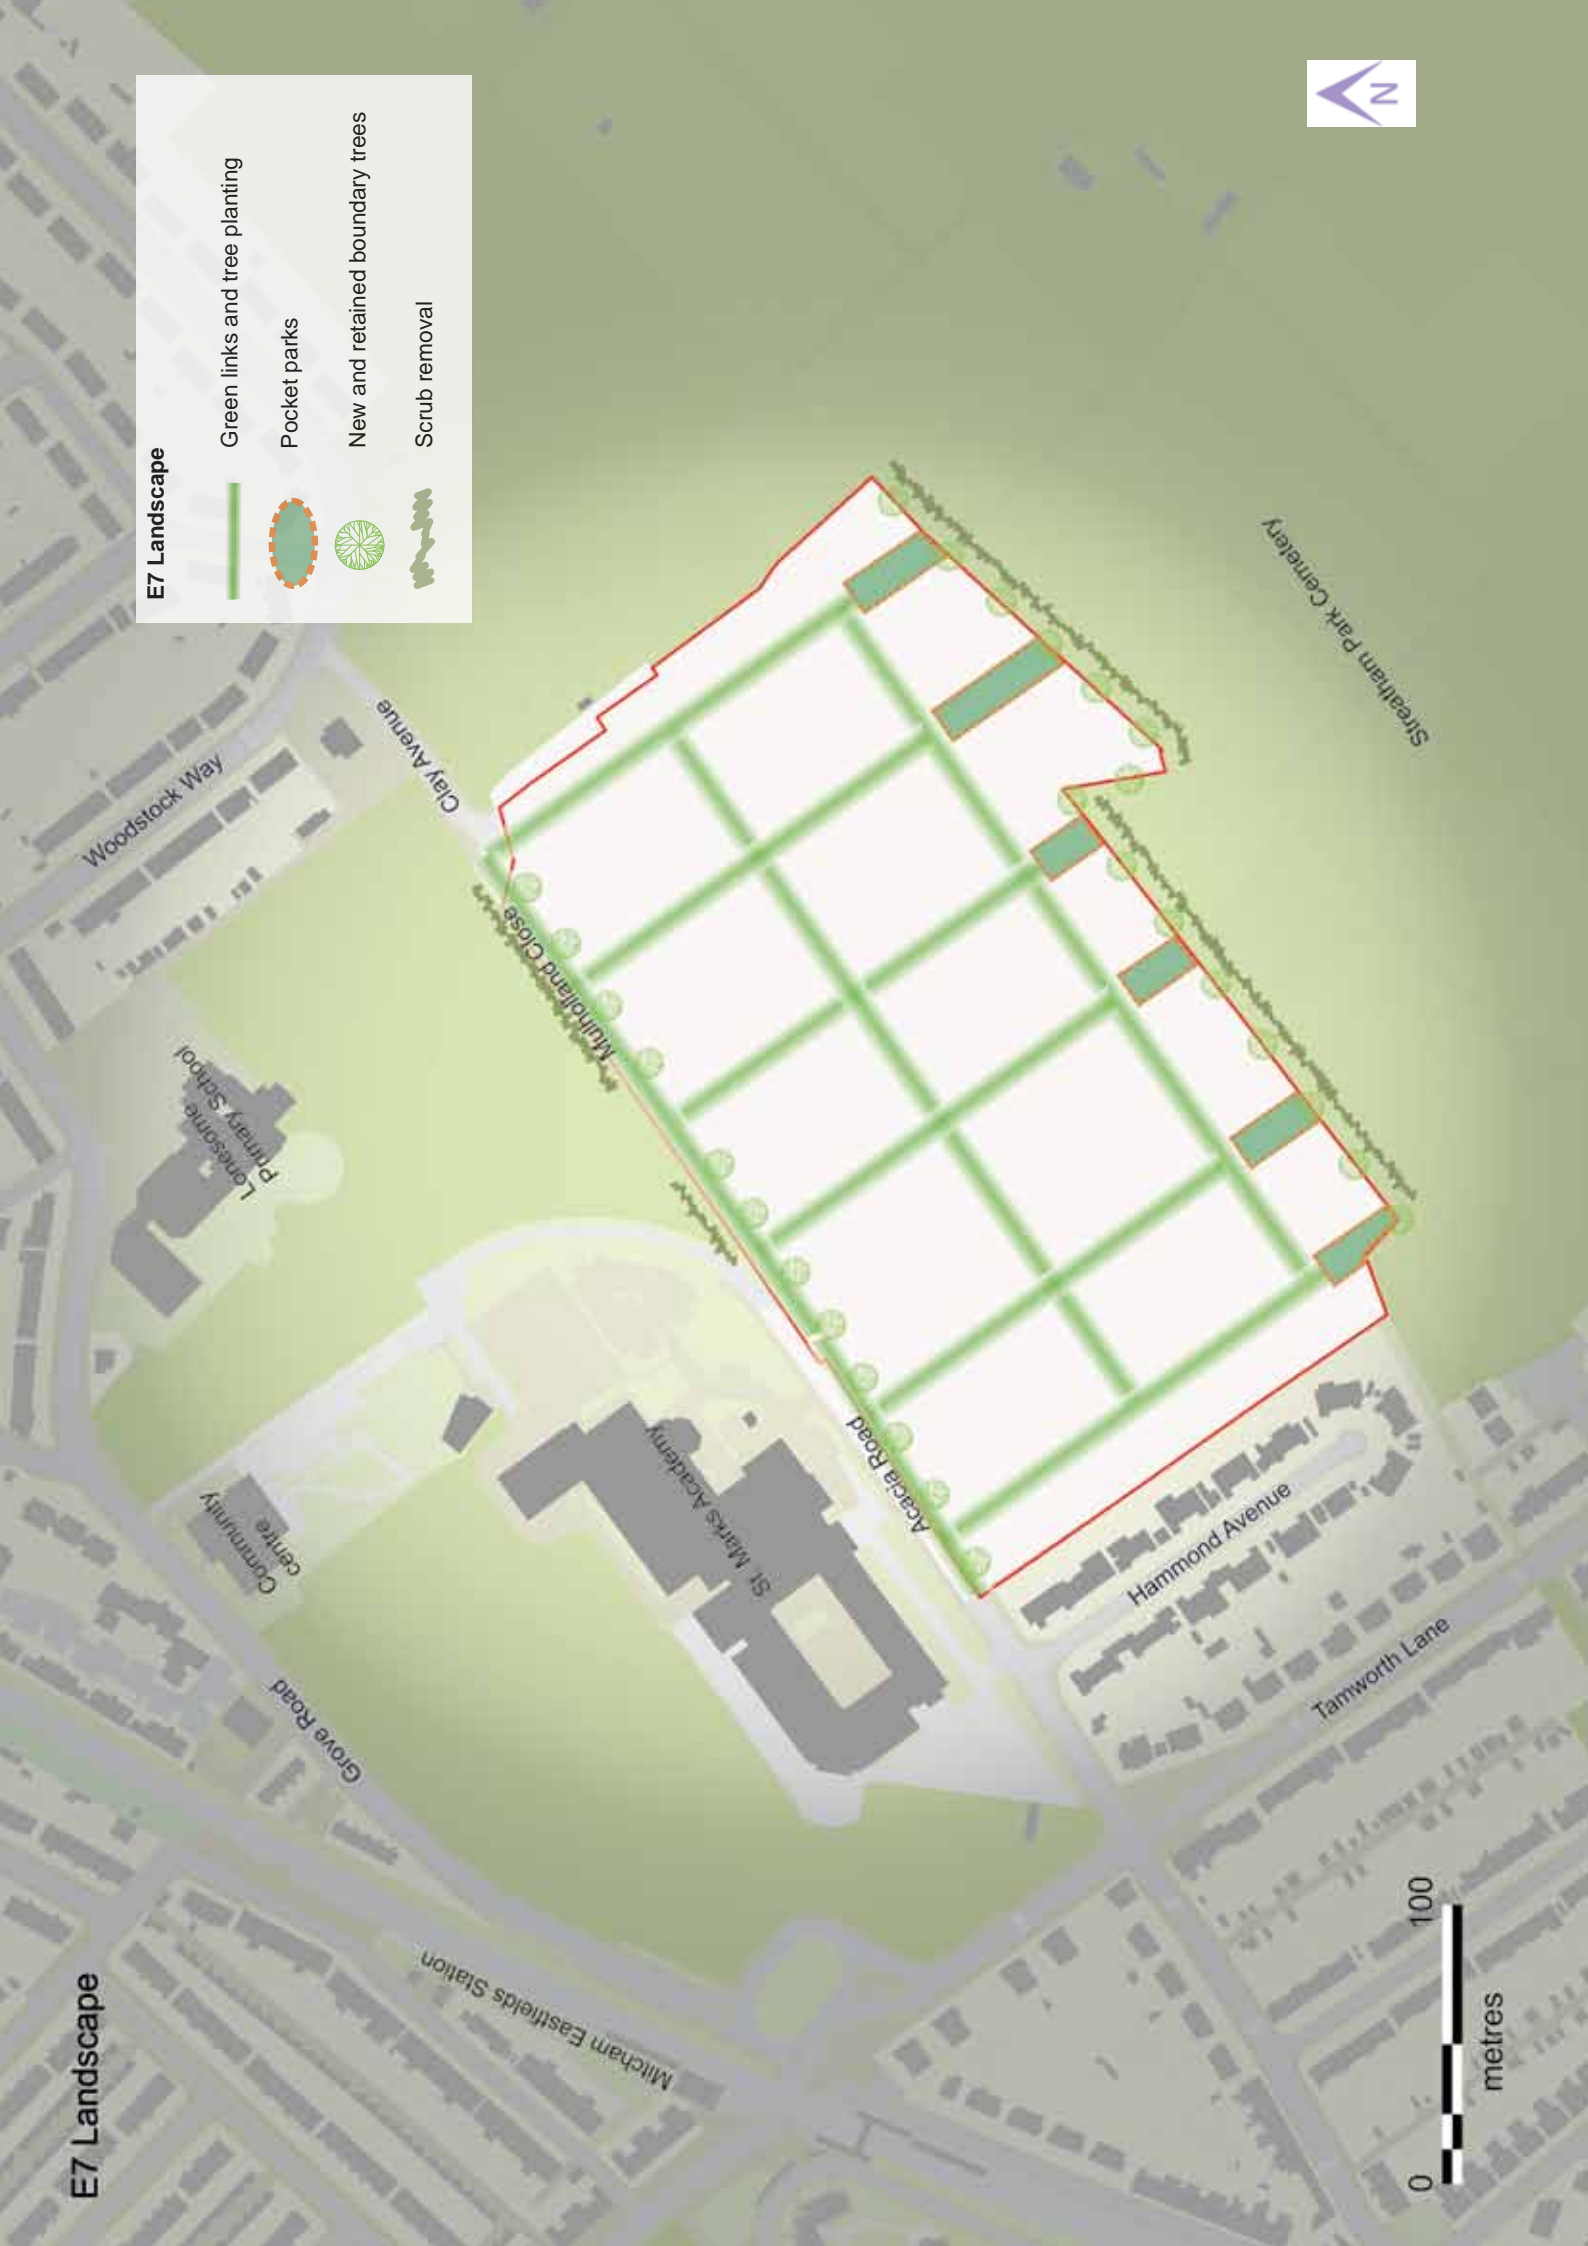 E7 Landscape
E7 Landscape
Green links and tree planting
Pocket parks
New and retained boundary trees
Scrub removal
N
Woodstock Way
Clay Avenue
Lonesome
Primary School
Mulholland Close
Community
centre
St Marks Academy
Acacia Road
Grove Road
Mitcham Eastfields Station
Hammond Avenue
Tamworth Lane
Streatham Park Cemetery
0
100
metres